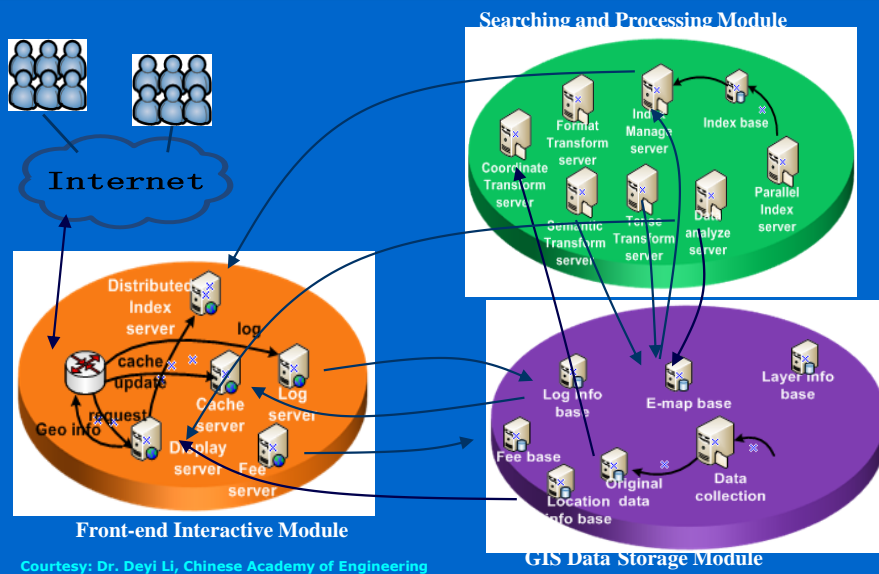 Searching and Processing Module
Internet
Format
Transform
server
Index
Manage
server
Index base
Coordinate
Transform
server
Semantic
Transform
server
Tense
Transform
server
Data
analyze
server
Parallel
Index
server
Distributed
Index
server
log
cache
update
Log
server
Cache
server
request
Geo info
Display
server
Fee
server
Front-end Interactive Module
Log info
base
E-map base
Layer info
base
Fee base
Original
data
Location
info base
Data
collection
GIS Data Storage Module
Courtesy: Dr. Deyi Li, Chinese Academy of Engineering